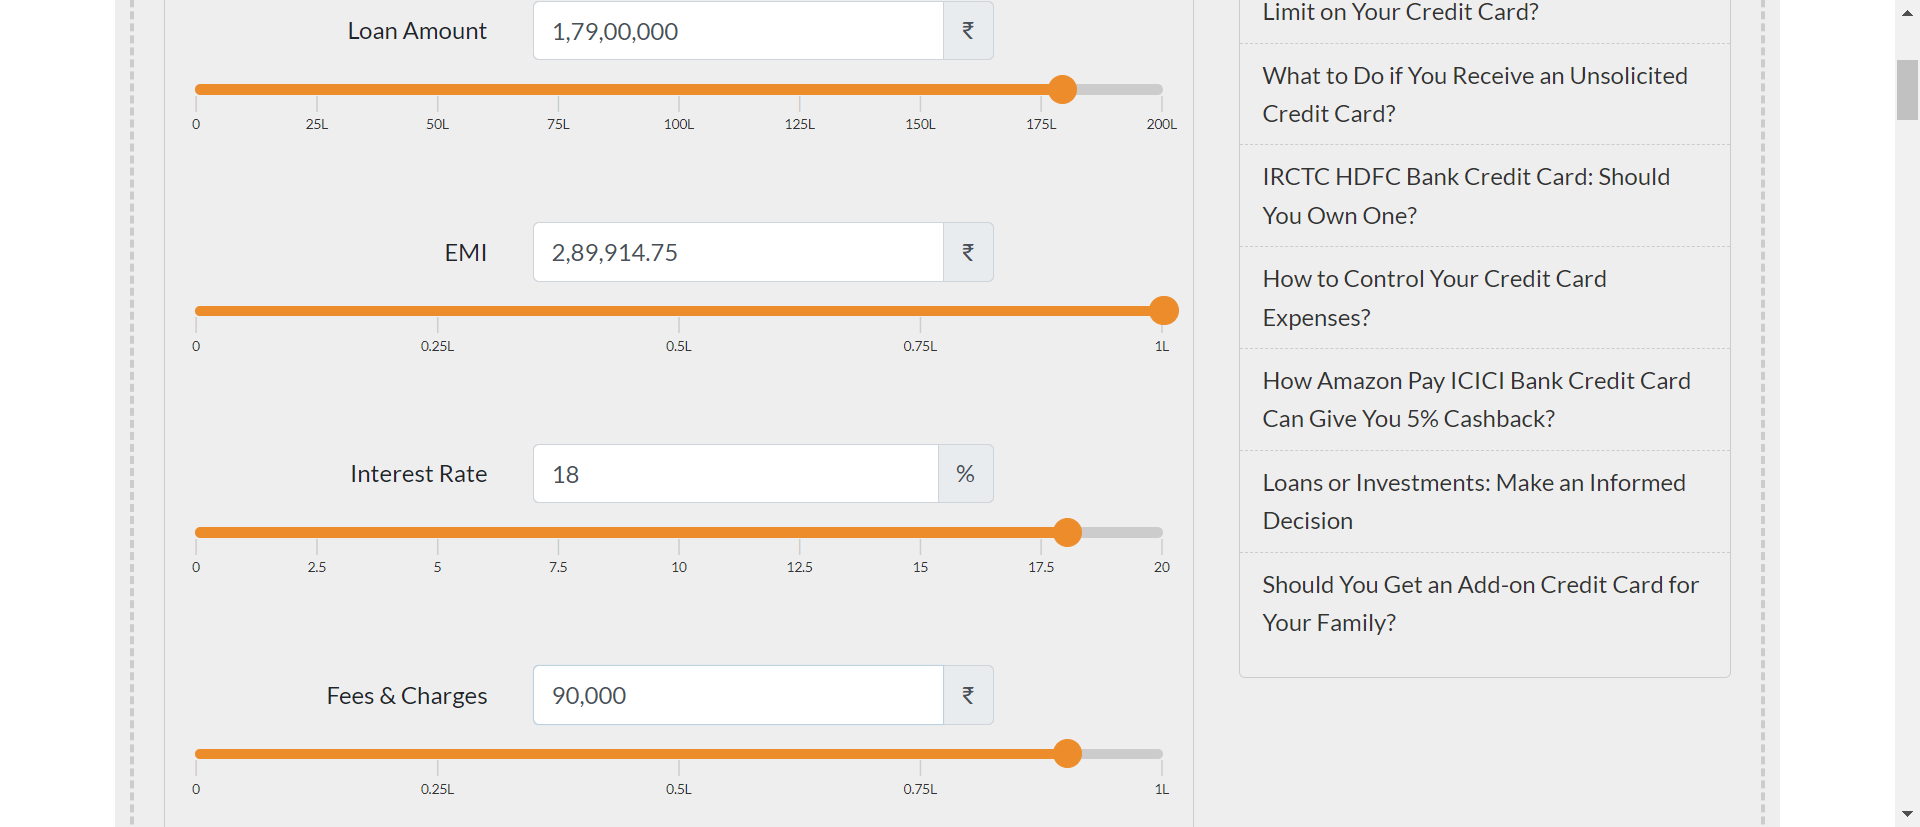 Loan Amount
1,79,00,000 ₹
0 25L 50L 75L 100L 125L 150L 175L 200L
EMI
2,89,914.75 ₹
0 0.25L 0.5L 0.75L 1L
Interest Rate
18 %
0 2.5 5 7.5 10 12.5 15 17.5 20
Fees & Charges
90,000 ₹
0 0.25L 0.5L 0.75L 1L
Limit on Your Credit Card?
What to Do if You Receive an Unsolicited
Credit Card?
IRCTC HDFC Bank Credit Card: Should
You Own One?
How to Control Your Credit Card
Expenses?
How Amazon Pay ICICI Bank Credit Card
Can Give You 5% Cashback?
Loans or Investments: Make an Informed
Decision
Should You Get an Add-on Credit Card for
Your Family?